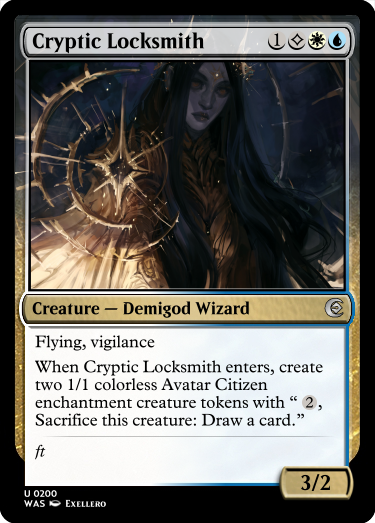 Cryptic Locksmith 1
Creature — Demigod Wizard
Flying, vigilance
When Cryptic Locksmith enters, create
two 1/1 colorless Avatar Citizen
enchantment creature tokens with “ 2,
Sacrifice this creature: Draw a card.”
ft
3/2
U 0200
WAS Exellero